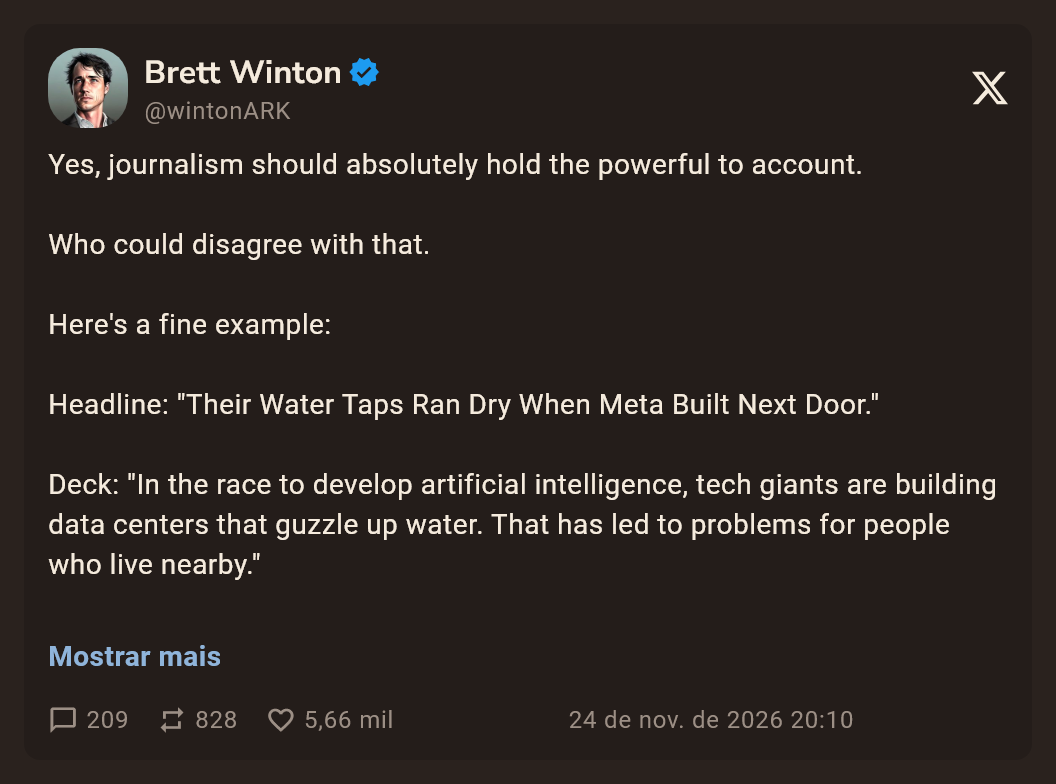 Brett Winton
@wintonARK
Yes, journalism should absolutely hold the powerful to account.
Who could disagree with that.
Here's a fine example:
Headline: "Their Water Taps Ran Dry When Meta Built Next Door."
Deck: "In the race to develop artificial intelligence, tech giants are building
data centers that guzzle up water. That has led to problems for people
who live nearby."
Mostrar mais
209 828 5,66 mil 24 de nov. de 2026 20:10